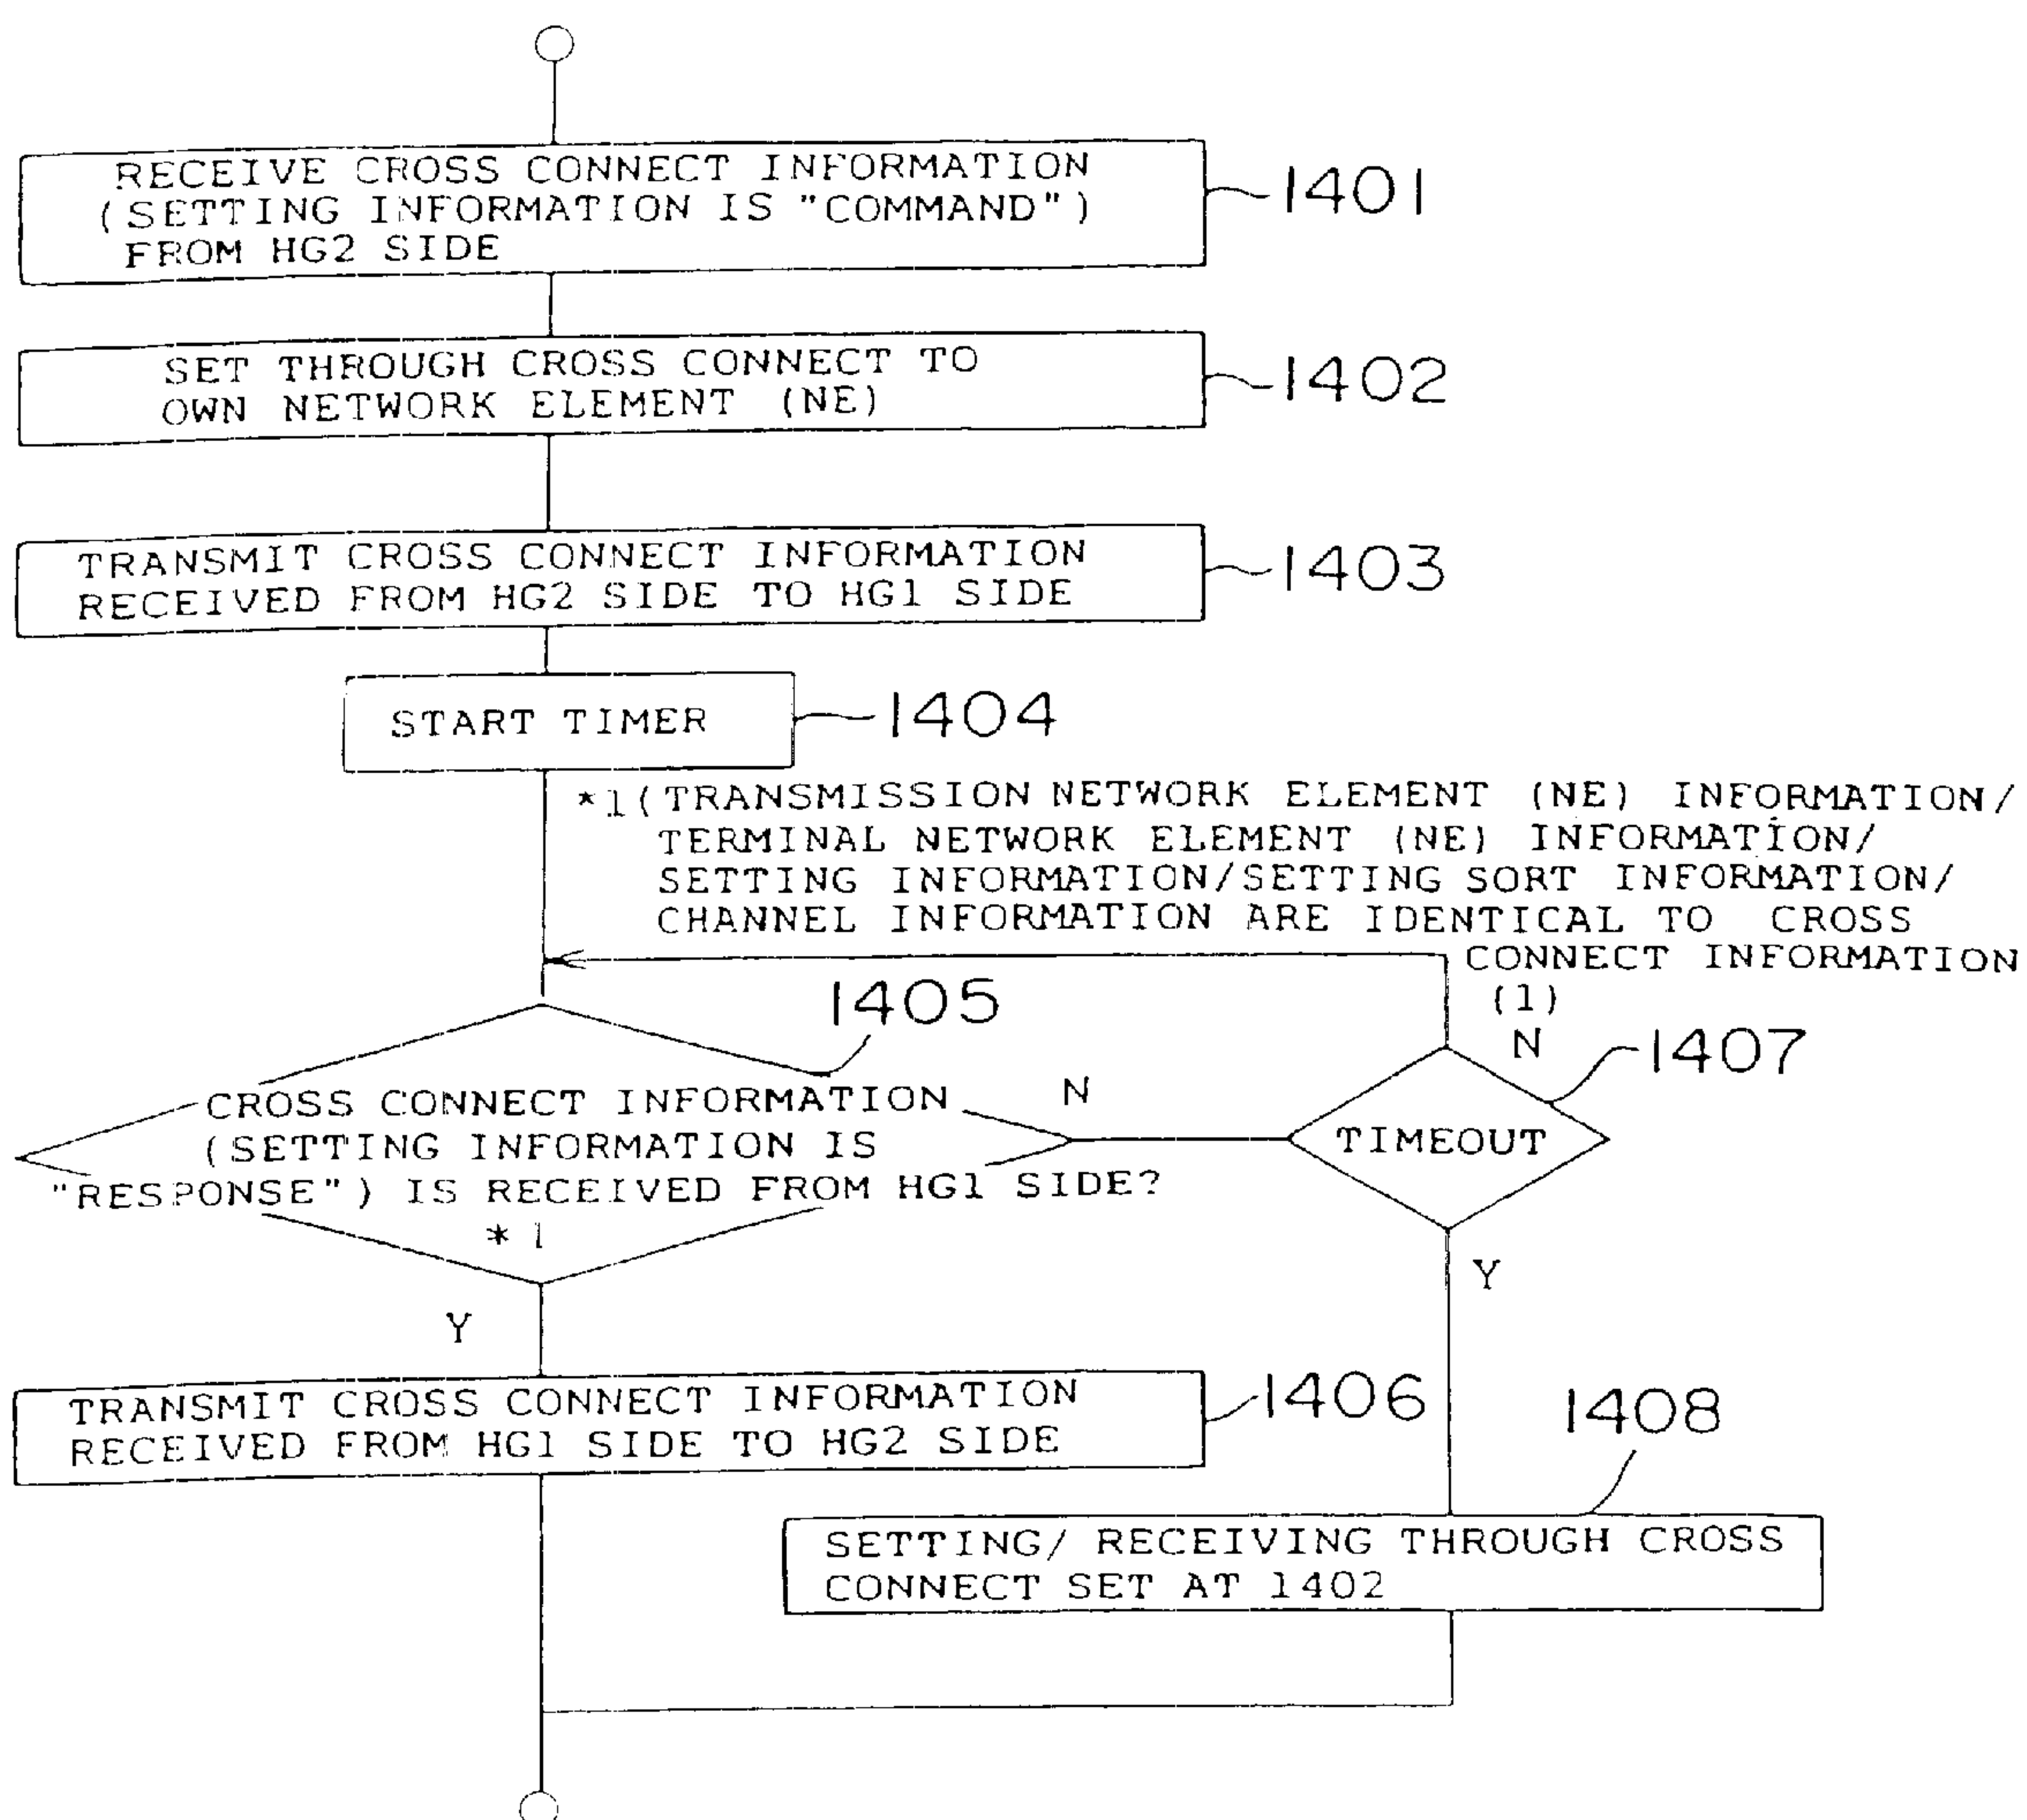 RECEIVE CROSS CONNECT INFORMATION
(SETTING INFORMATION IS "COMMAND")
FROM HG2 SIDE
1401
SET THROUGH CROSS CONNECT TO
OWN NETWORK ELEMENT (NE)
1402
TRANSMIT CROSS CONNECT INFORMATION
RECEIVED FROM HG2 SIDE TO HG1 SIDE
1403
START TIMER
1404
*1(TRANSMISSION NETWORK ELEMENT (NE) INFORMATION/
TERMINAL NETWORK ELEMENT (NE) INFORMATION/
SETTING INFORMATION/SETTING SORT INFORMATION/
CHANNEL INFORMATION ARE IDENTICAL TO CROSS
CONNECT INFORMATION
(1)
1405
CROSS CONNECT INFORMATION
(SETTING INFORMATION IS
"RESPONSE") IS RECEIVED FROM HG1 SIDE?
*1
N
N
1407
TIMEOUT
Y
Y
TRANSMIT CROSS CONNECT INFORMATION
RECEIVED FROM HG1 SIDE TO HG2 SIDE
1406
1408
SETTING/ RECEIVING THROUGH CROSS
CONNECT SET AT 1402